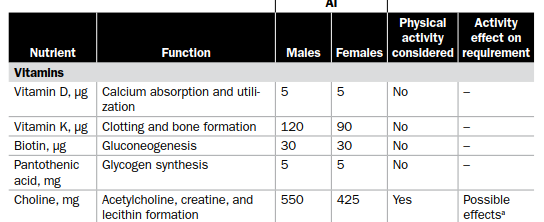 AI
Physical Activity
activity effect on
Nutrient Function Males Females considered requirement
Vitamins
Vitamin D, µg Calcium absorption and utili- 5 5 No –
zation
Vitamin K, µg Clotting and bone formation 120 90 No –
Biotin, µg Gluconeogenesis 30 30 No –
Pantothenic Glycogen synthesis 5 5 No –
acid, mg
Choline, mg Acetylcholine, creatine, and 550 425 Yes Possible
lecithin formation effectsᵃ